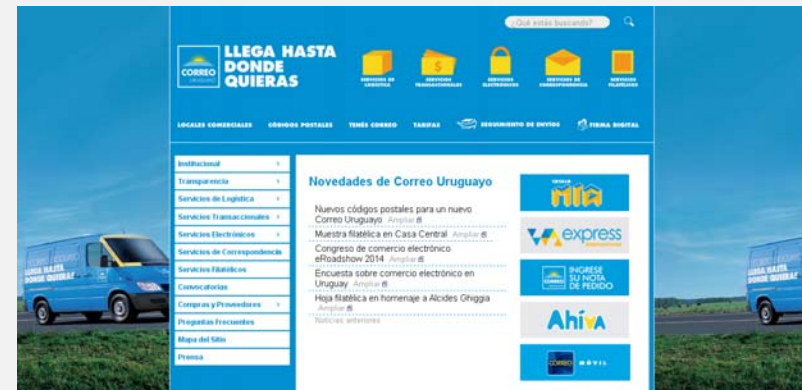 ¿Qué estás buscando?
CORREO
URUGUAYO
LLEGA HASTA
DONDE
QUIERAS
SERVICIOS DE
LOGISTICA
SERVICIOS
TRANSACCIONALES
SERVICIOS
ELECTRÓNICOS
SERVICIOS DE
CORRESPONDENCIA
SERVICIOS
FILATÉLICOS
LOCALES COMERCIALES CÓDIGOS POSTALES TENÉS CORREO TARIFAS SEGUIMIENTO DE ENVÍOS FIRMA DIGITAL
Institucional
Transparencia
Servicios de Logística
Servicios Transaccionales
Servicios Electrónicos
Servicios de Correspondencia
Servicios Filatélicos
Convocatorias
Compras y Proveedores
Preguntas Frecuentes
Mapa del Sitio
Prensa
Novedades de Correo Uruguayo
Nuevos códigos postales para un nuevo
Correo Uruguayo Ampliar
Muestra filatélica en Casa Central Ampliar
Congreso de comercio electrónico
eRoadshow 2014 Ampliar
Encuesta sobre comercio electrónico en
Uruguay Ampliar
Hoja filatélica en homenaje a Alcides Ghiggia
Ampliar
Noticias anteriores
MÍA
express
CORREO
INGRESE
SU NOTA
DE PEDIDO
Ahíva
CORREO MÓVIL
LLEGA HASTA
DONDE QUIERAS
LLEGA HASTA
DONDE QUIERAS